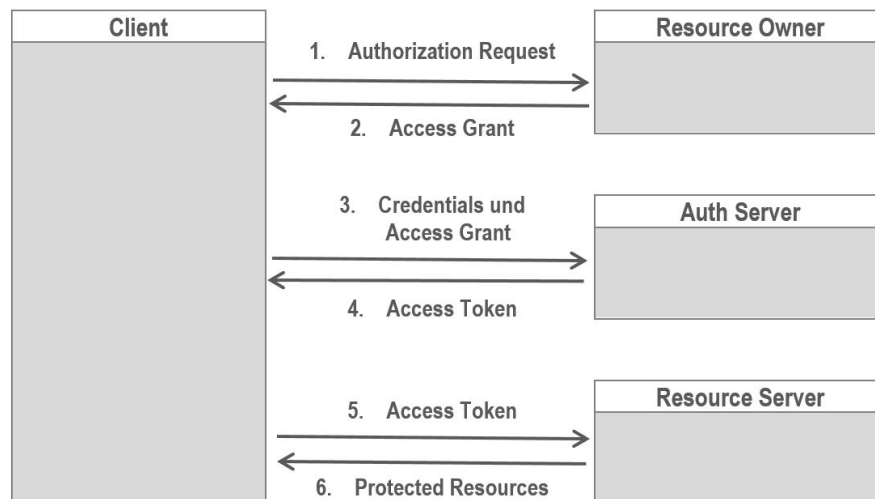 Client
Resource Owner
1. Authorization Request
2. Access Grant
3. Credentials und
Access Grant
Auth Server
4. Access Token
Resource Server
5. Access Token
6. Protected Resources